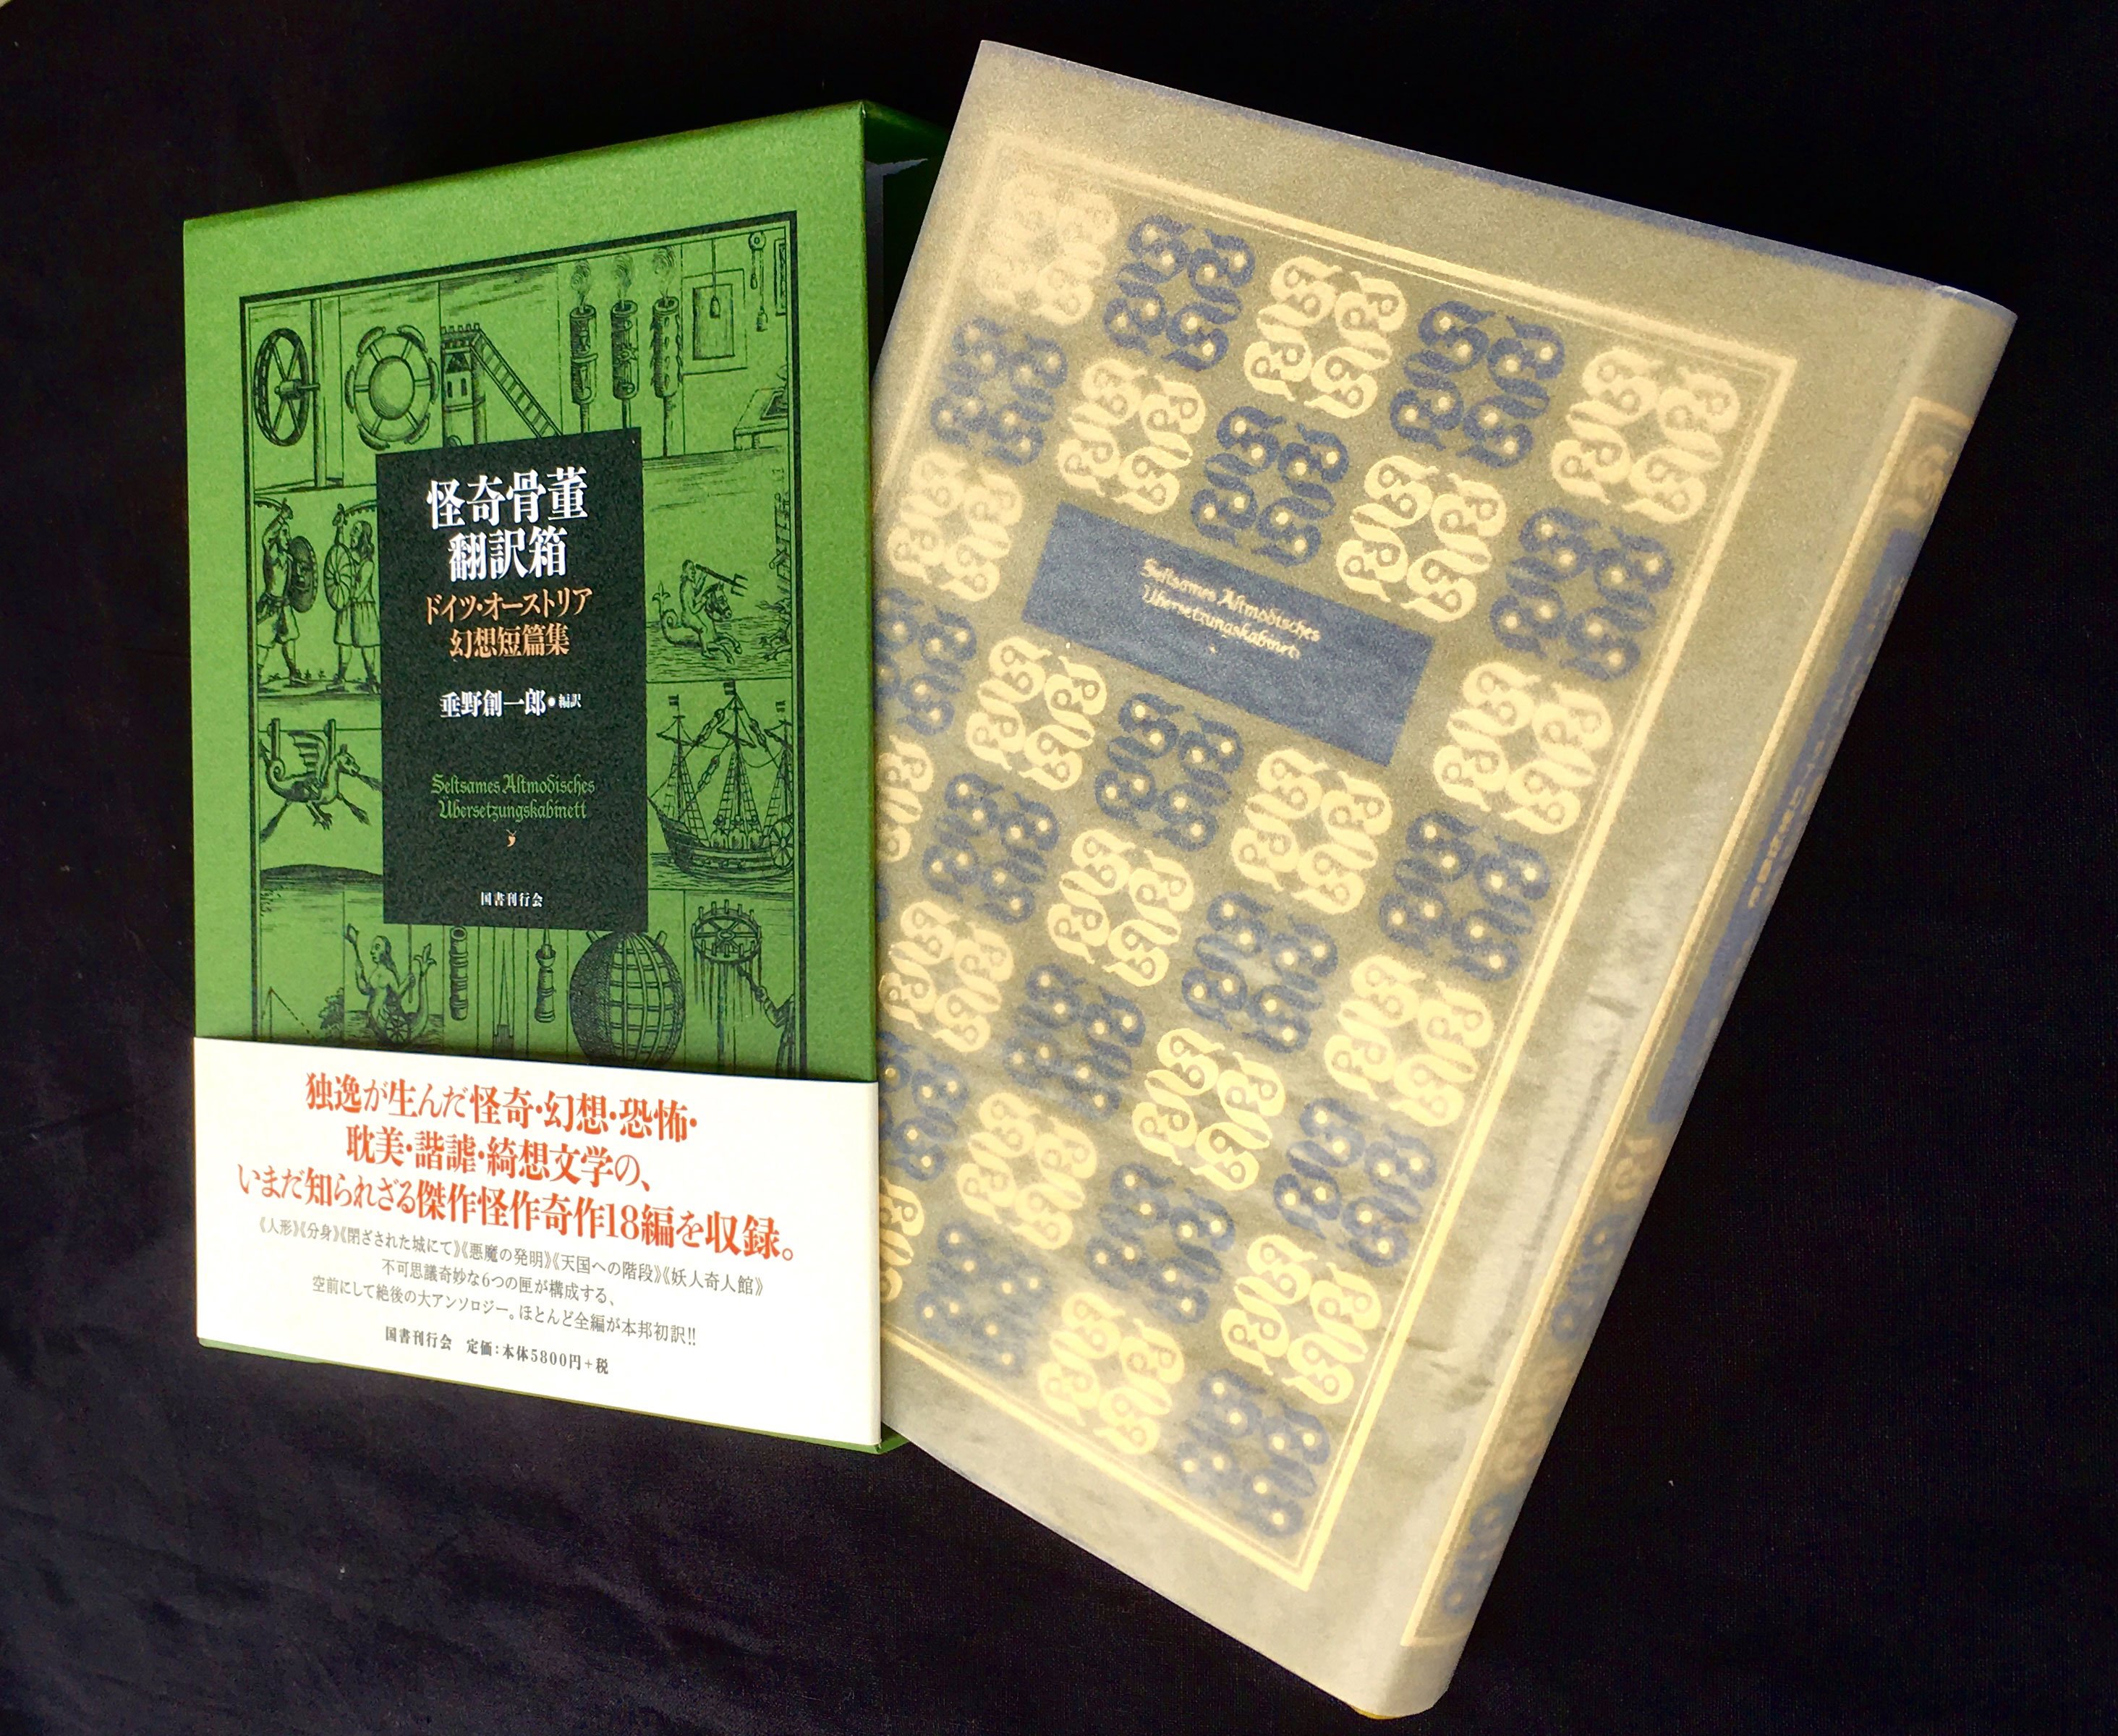 怪奇骨董
翻訳箱
ドイツ・オーストリア
幻想短篇集
垂野創一郎●編訳
Seltsames Altmodisches
Übersetzungskabinett
国書刊行会
独逸が生んだ怪奇・幻想・恐怖・
耽美・諧謔・綺想文学の、
いまだ知られざる傑作怪作奇作18編を収録。
《人形》《分身》《閉ざされた城にて》《悪魔の発明》《天国への階段》《妖人奇人館》
不可思議奇妙な6つの匣が構成する、
空前にして絶後の大アンソロジー。ほとんど全編が本邦初訳!!
国書刊行会 定価：本体5800円+税
Seltsames Altmodisches
Übersetzungskabinett